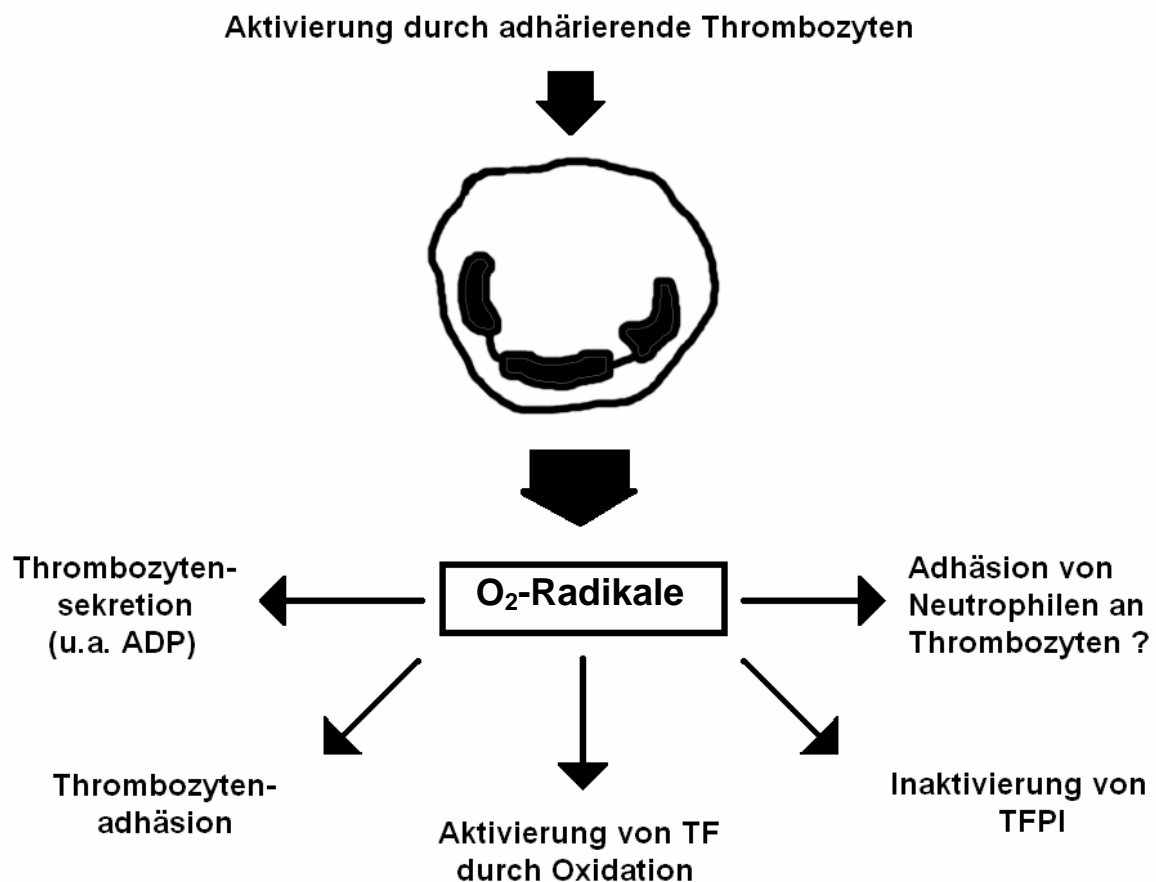 Aktivierung durch adhärierende Thrombozyten
O₂-Radikale
Thrombozyten-
sekretion
(u.a. ADP)
Adhäsion von
Neutrophilen an
Thrombozyten ?
Thrombozyten-
adhäsion
Aktivierung von TF
durch Oxidation
Inaktivierung von
TFPI